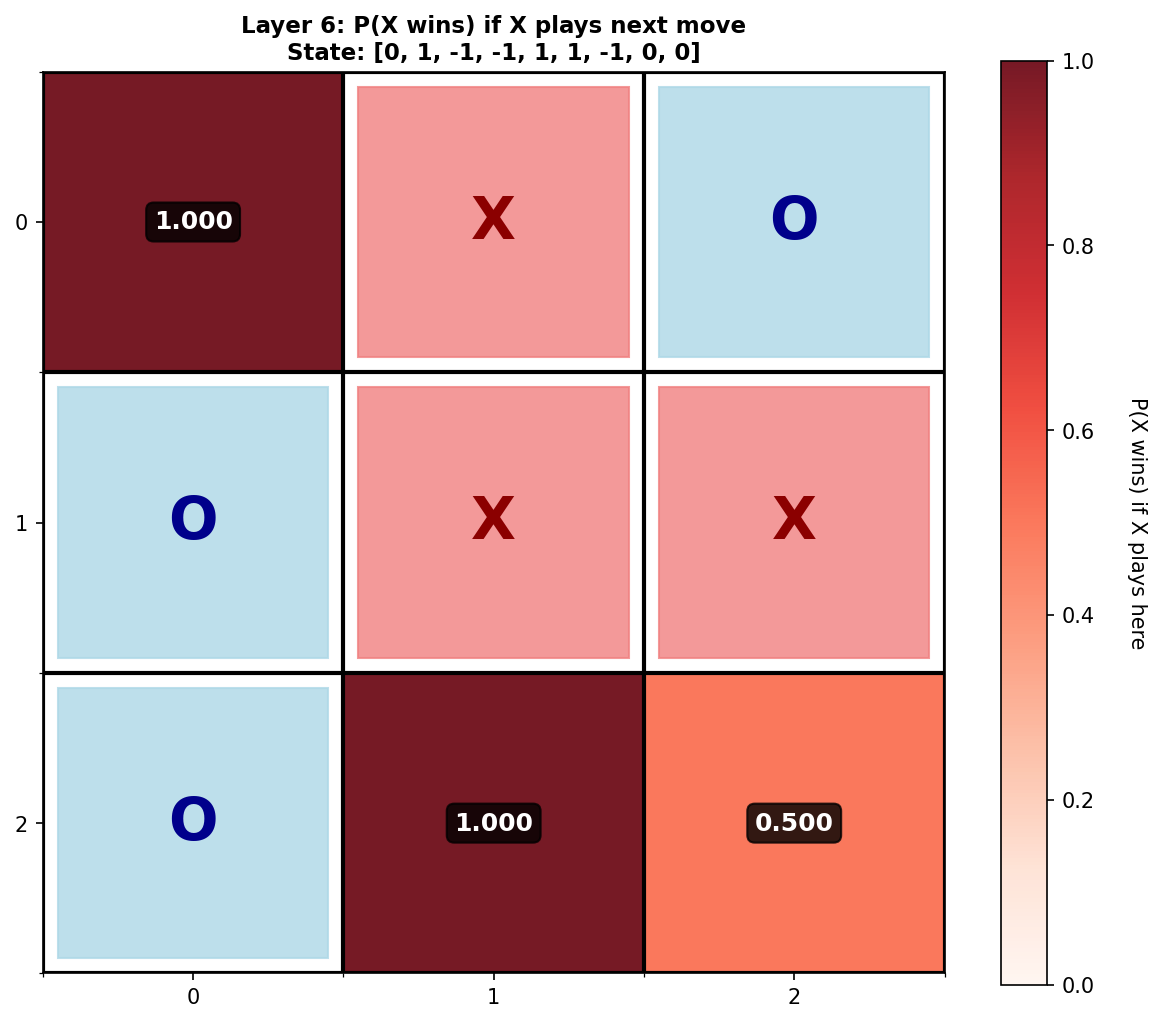 Layer 6: P(X wins) if X plays next move
State: [0, 1, -1, -1, 1, 1, -1, 0, 0]
1.000
X
O
O
X
X
O
1.000
0.500
0
1
2
0
1
2
1.0
0.8
0.6
0.4
0.2
0.0
P(X wins) if X plays here